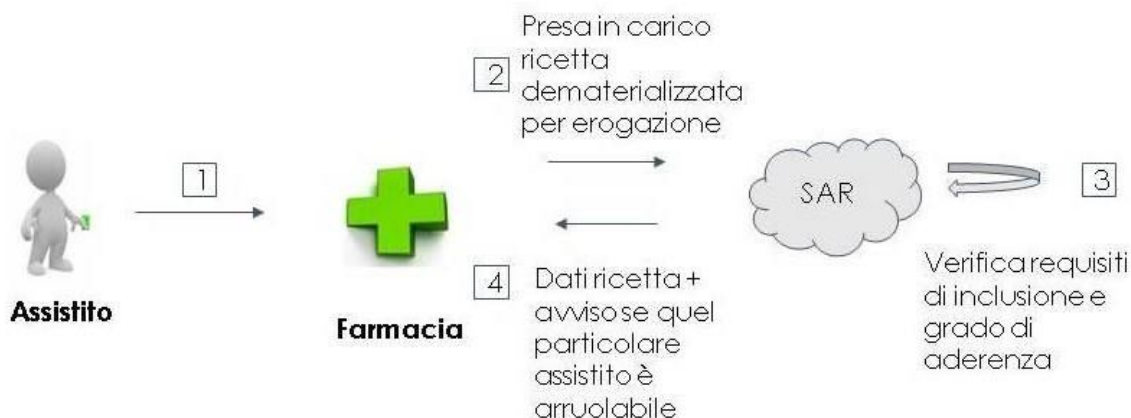 1
Assistito
Farmacia
2
Presa in carico
ricetta
dematerializzata
per erogazione
SAR
3
Verifica requisiti
di inclusione e
grado di
aderenza
4
Dati ricetta +
avviso se quel
particolare
assistito è
arruolabile